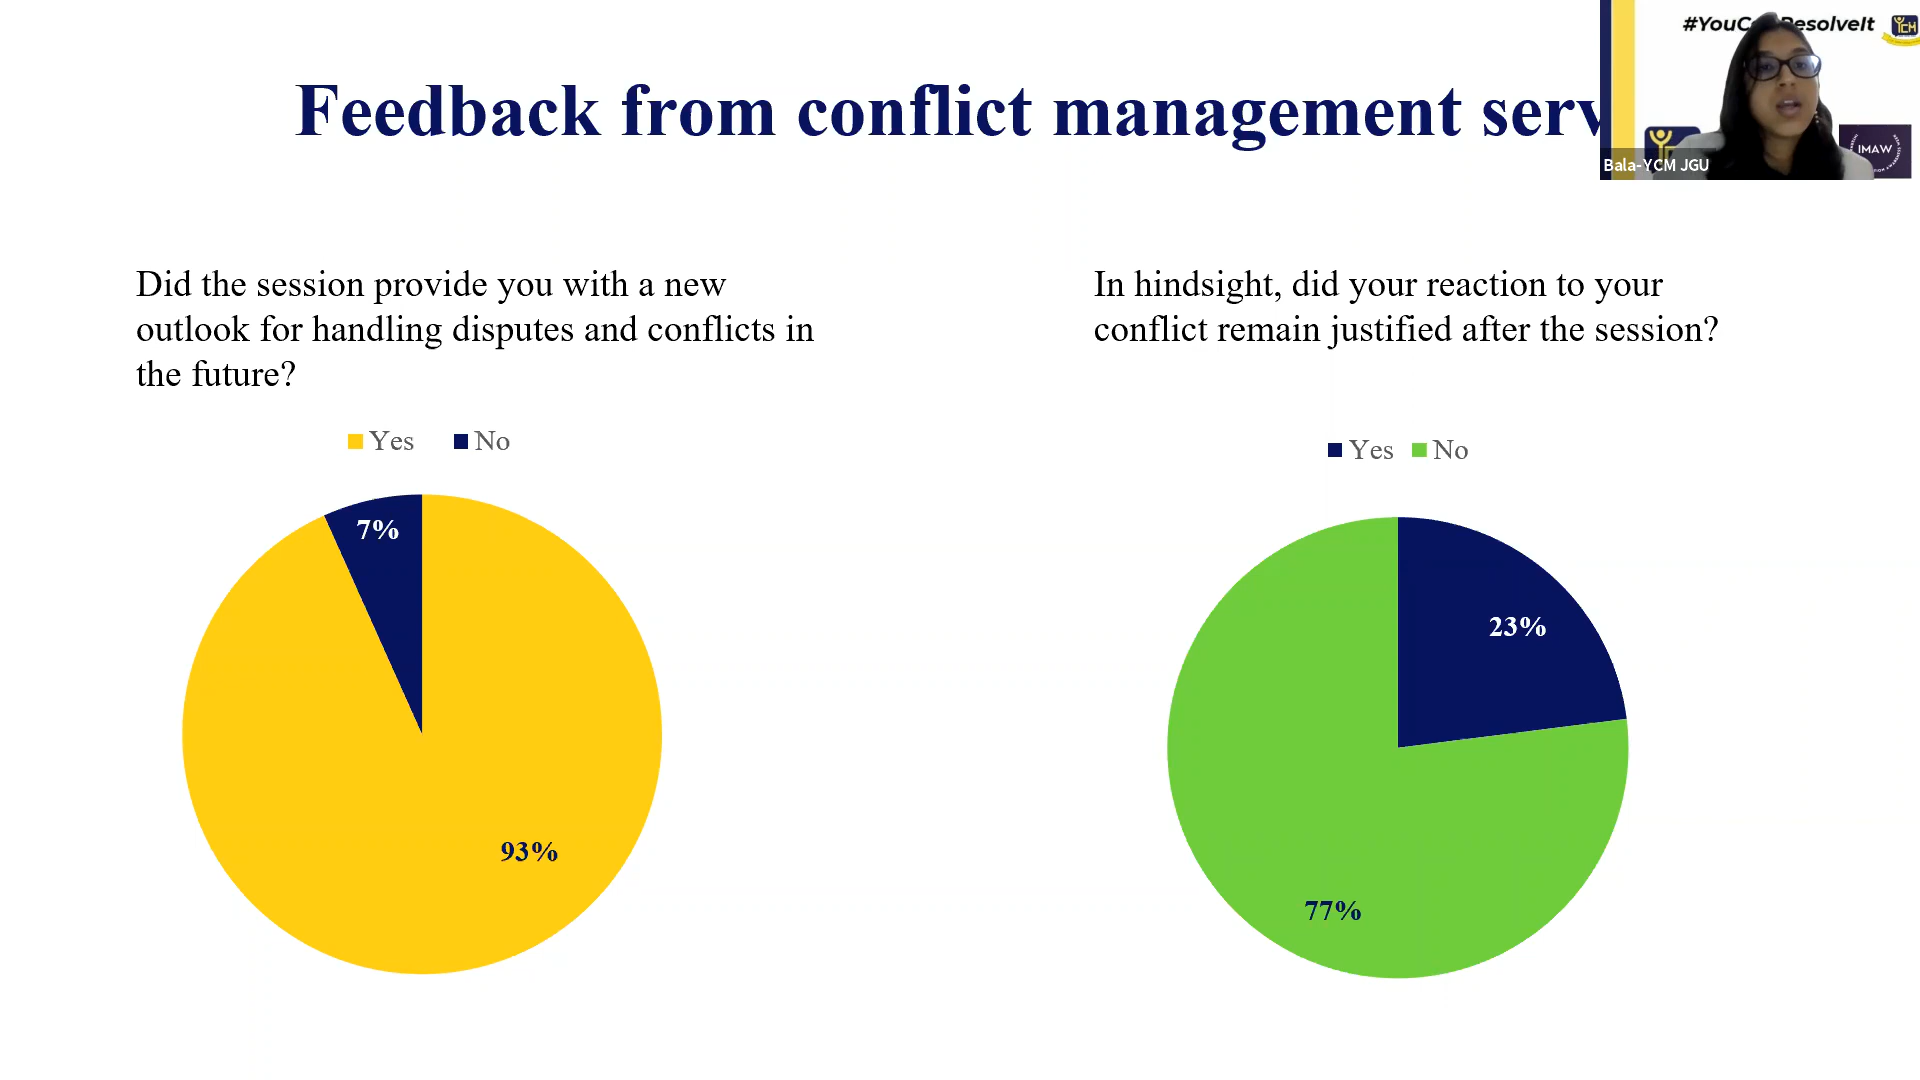 #YouC Resolvelt
YCM
Feedback from conflict management serv
IMAW
Bala-YCM JGU
Did the session provide you with a new
outlook for handling disputes and conflicts in
the future?
Yes No
7%
93%
In hindsight, did your reaction to your
conflict remain justified after the session?
Yes No
23%
77%